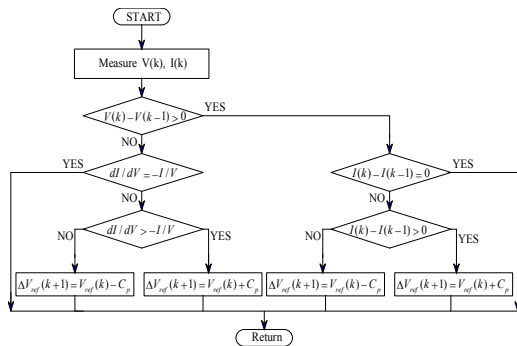 START
Measure V(k), I(k)
V(k)−V(k−1)>0
YES
NO
YES
dI/dV=−I/V
I(k)−I(k−1)=0
YES
NO
NO
NO
dI/dV>−I/V
YES
NO
I(k)−I(k−1)>0
YES
ΔV_ref(k+1)=V_ref(k)−C_p
ΔV_ref(k+1)=V_ref(k)+C_p
ΔV_ref(k+1)=V_ref(k)−C_p
ΔV_ref(k+1)=V_ref(k)+C_p
Return